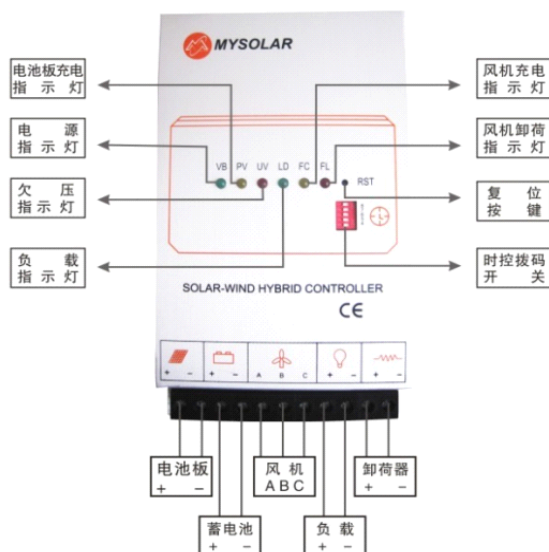 MYSOLAR
电池板充电
指 示 灯
风机充电
指 示 灯
电 源
指 示 灯
风机卸荷
指 示 灯
VB PV UV LD FC FL
RST
欠 压
指 示 灯
复 位
按 键
负 载
指 示 灯
时控拨码
开 关
SOLAR-WIND HYBRID CONTROLLER
CE
+ - + - A B C + - + -
电池板
+ -
风 机
A B C
卸荷器
+ -
蓄电池
+ -
负 载
+ -